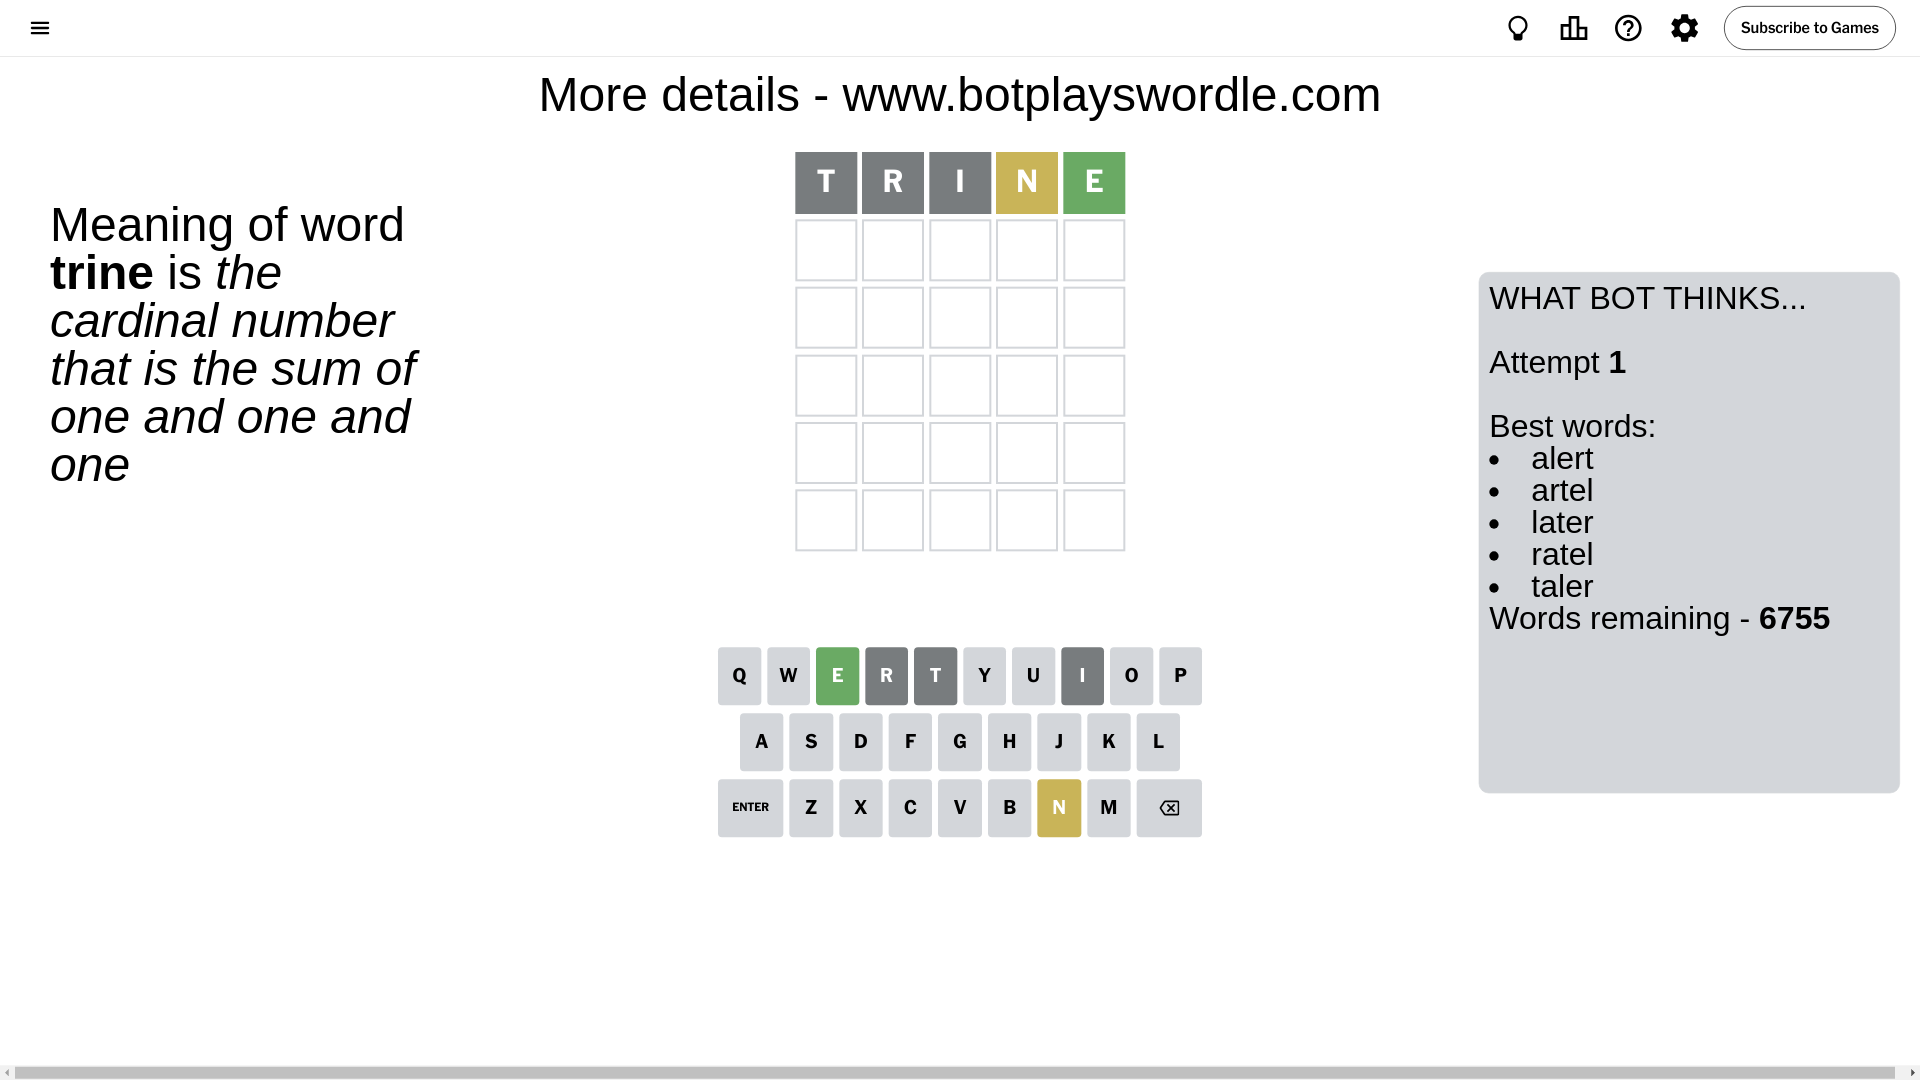 Subscribe to Games
More details - www.botplayswordle.com
T R I N E
Meaning of word
trine is the
cardinal number
that is the sum of
one and one and
one
WHAT BOT THINKS...
Attempt 1
Best words:
• alert
• artel
• later
• ratel
• taler
Words remaining - 6755
Q W E R T Y U I O P
A S D F G H J K L
ENTER Z X C V B N M